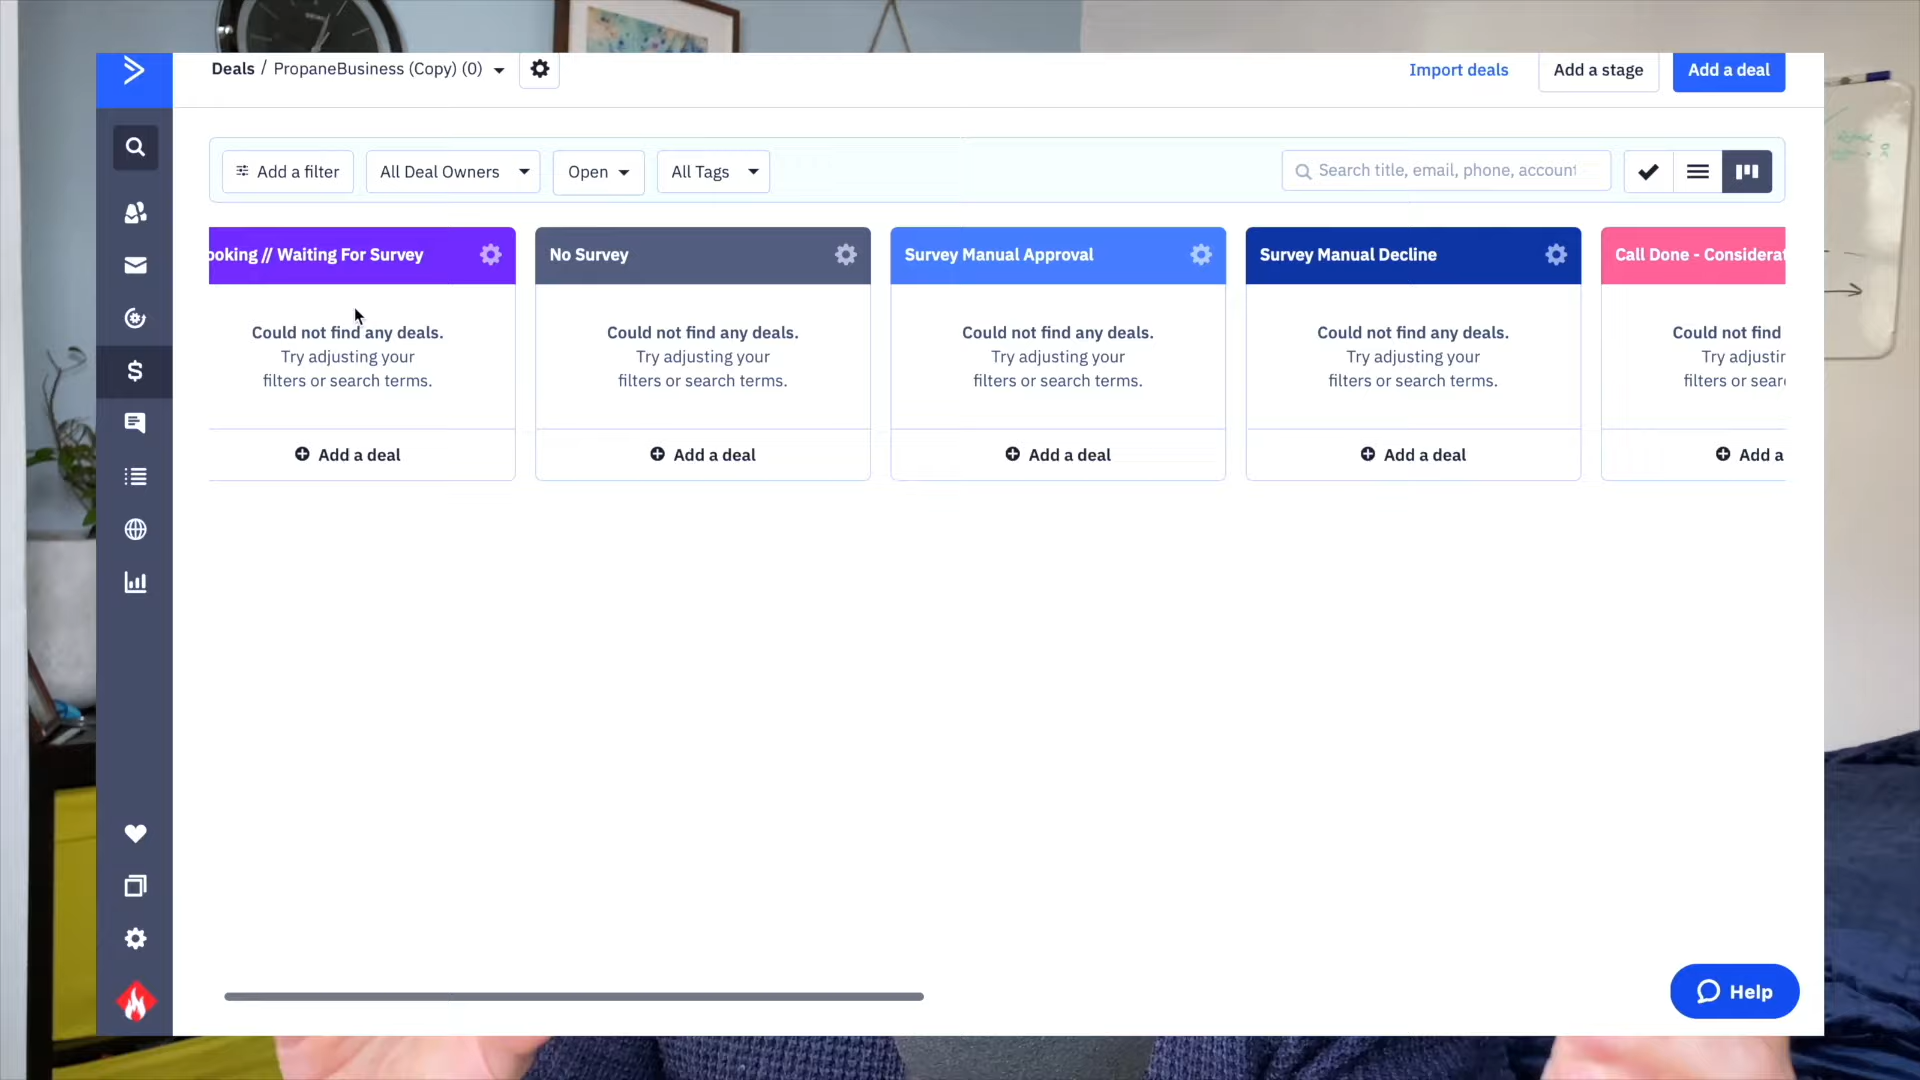 Deals / PropaneBusiness (Copy) (0)
Import deals
Add a stage
Add a deal
Add a filter
All Deal Owners
Open
All Tags
Search title, email, phone, account
ooking // Waiting For Survey
No Survey
Survey Manual Approval
Survey Manual Decline
Call Done - Considerat
Could not find any deals.
Try adjusting your
filters or search terms.
Could not find any deals.
Try adjusting your
filters or search terms.
Could not find any deals.
Try adjusting your
filters or search terms.
Could not find any deals.
Try adjusting your
filters or search terms.
Could not find
Try adjustin
filters or sear
Add a deal
Add a deal
Add a deal
Add a deal
Add a
Help